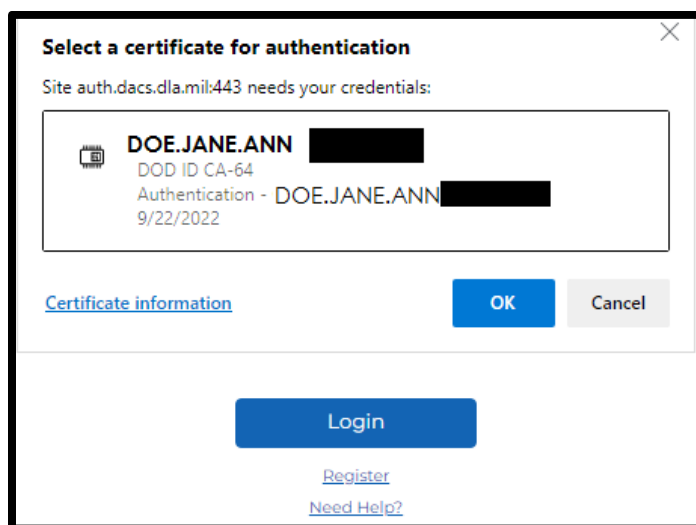 Select a certificate for authentication
Site auth.dacs.dla.mil:443 needs your credentials:
DOE.JANE.ANN
DOD ID CA-64
Authentication - DOE.JANE.ANN
9/22/2022
Certificate information
OK
Cancel
Login
Register
Need Help?